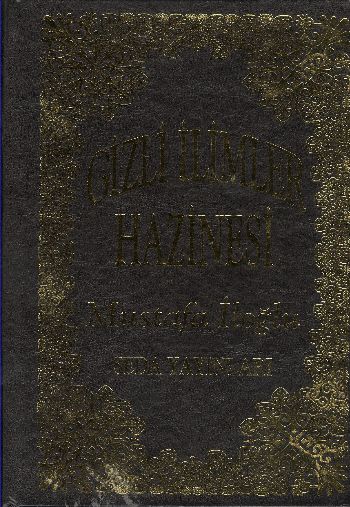 GİZLİ İLİMLER
HAZİNESİ
Mustafa İloğlu
SEDA YAYINLARI